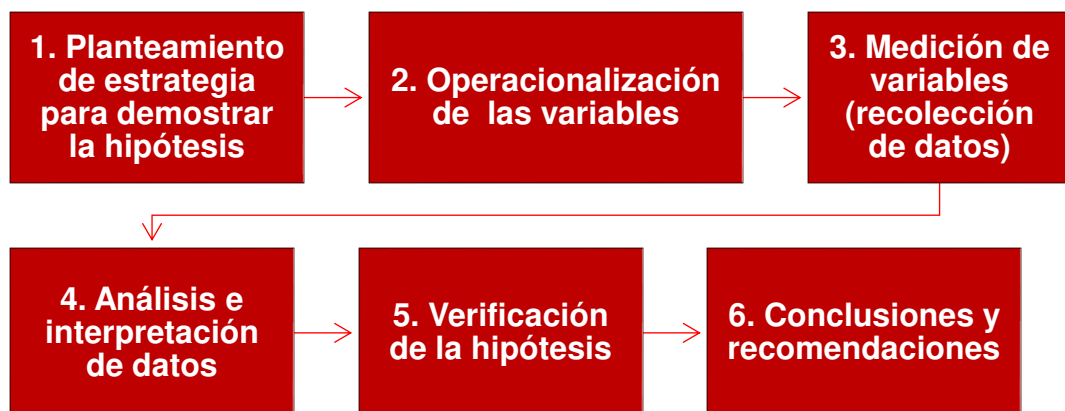 1. Planteamiento
de estrategia
para demostrar
la hipótesis
2. Operacionalización
de las variables
3. Medición de
variables
(recolección
de datos)
4. Análisis e
interpretación
de datos
5. Verificación
de la hipótesis
6. Conclusiones y
recomendaciones